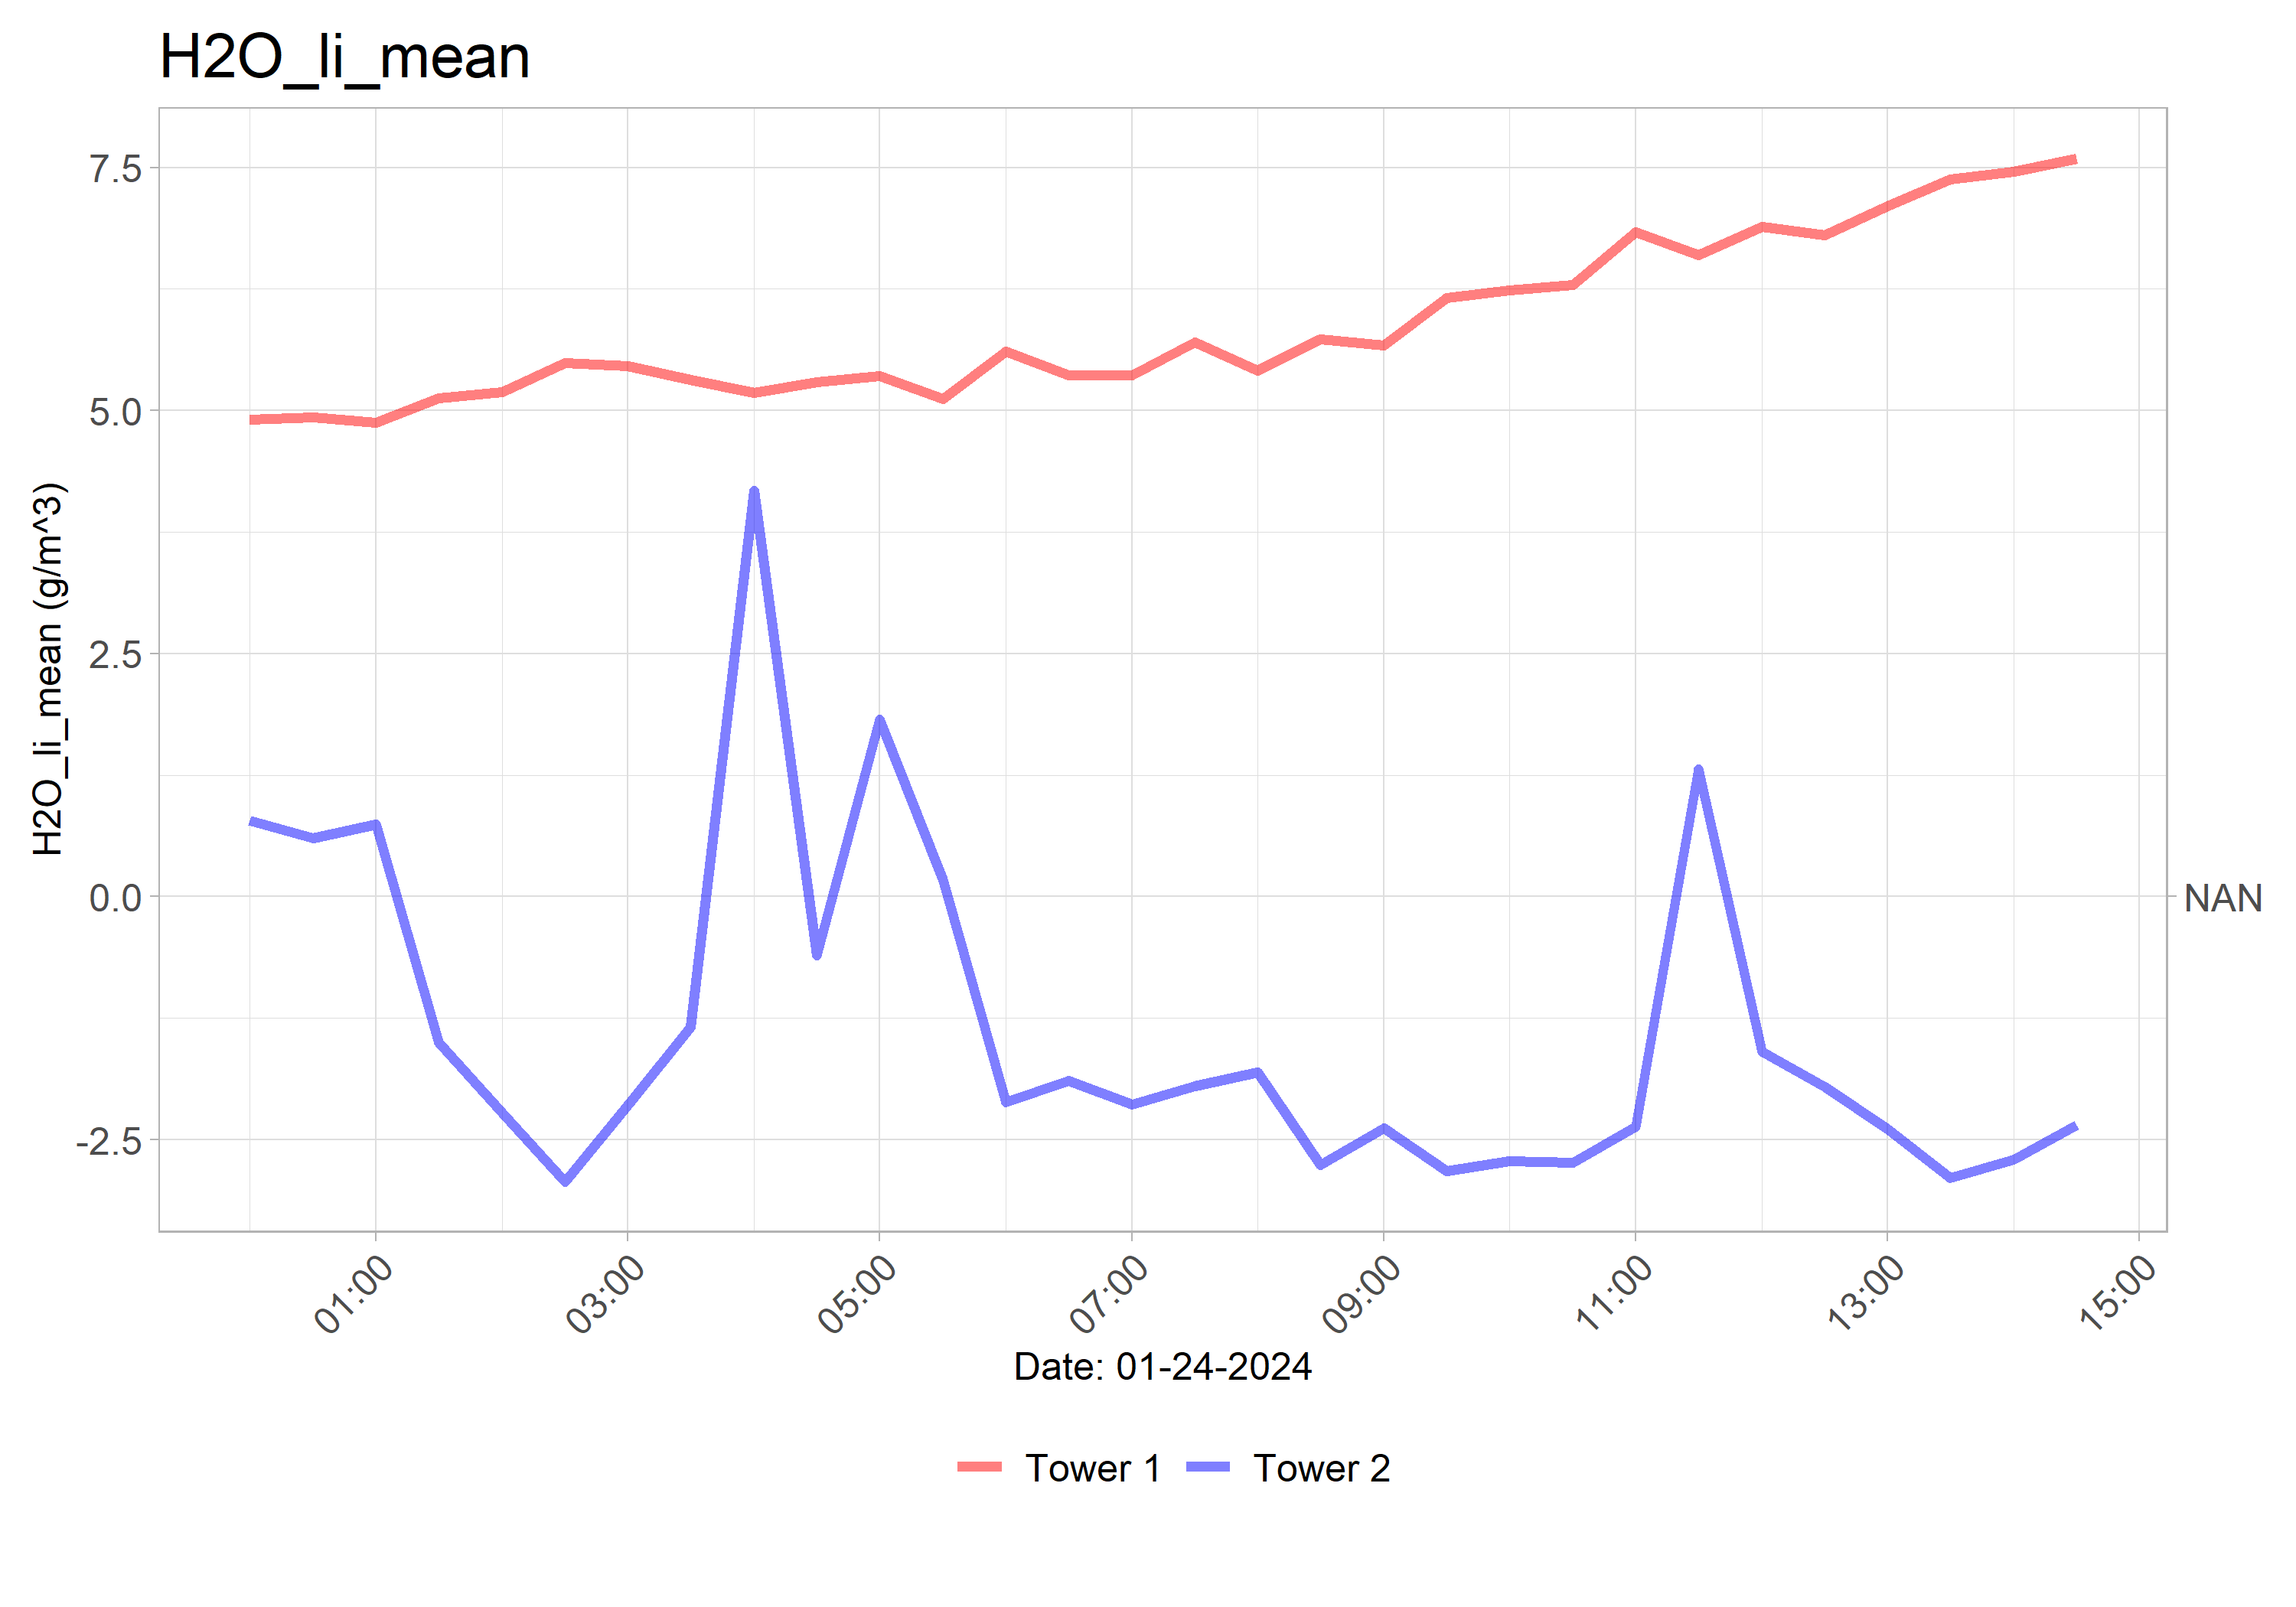 H2O_li_mean
H2O_li_mean (g/m^3)
7.5
5.0
2.5
0.0
-2.5
NAN
01:00
03:00
05:00
07:00
09:00
11:00
13:00
15:00
Date: 01-24-2024
Tower 1
Tower 2